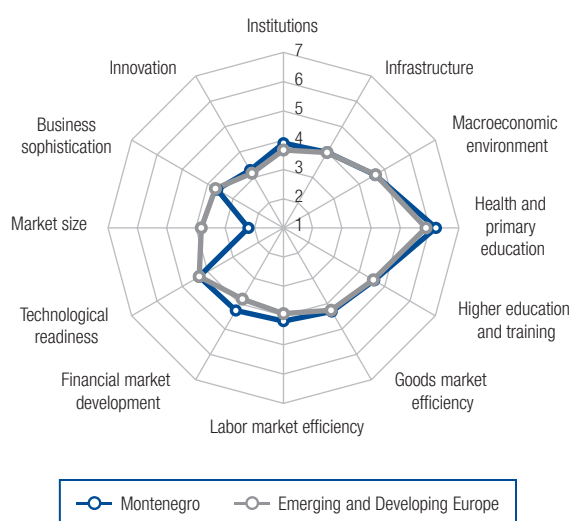 Institutions
7
Innovation
6
Infrastructure
5
Business
sophistication
4
Macroeconomic
environment
3
2
Market size
1
Health and
primary
education
Technological
readiness
Higher education
and training
Financial market
development
Goods market
efficiency
Labor market efficiency
Montenegro
Emerging and Developing Europe